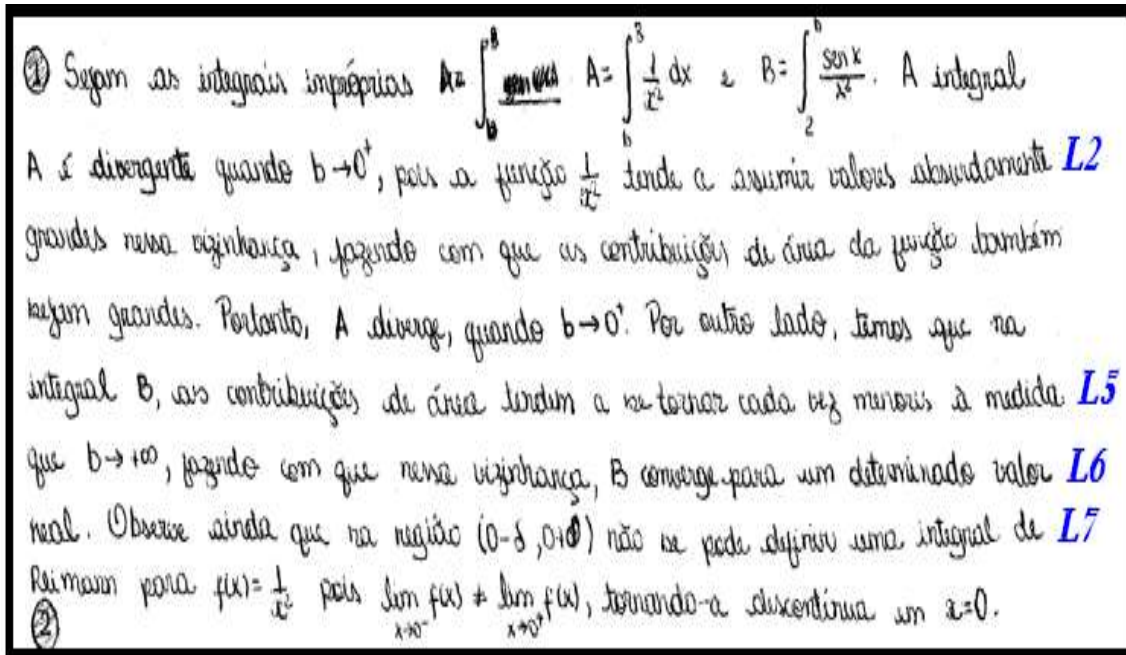 ① Sejam as integrais impróprias A= ∫ A= ∫_b^3 1/x² dx e B= ∫_2^b sen x/x². A integral
A é divergente quando b→0⁺, pois a função 1/x² tende a assumir valores absurdamente L2
grandes nessa vizinhança, fazendo com que as contribuições de área da função também
sejam grandes. Portanto, A diverge, quando b→0⁺. Por outro lado, temos que na
integral B, as contribuições de área tendem a se tornar cada vez menores à medida L5
que b→+∞, fazendo com que nessa vizinhança, B converge para um determinado valor L6
real. Observe ainda que na região (0-δ, 0+δ) não se pode definir uma integral de L7
Reimann para f(x)= 1/x² pois lim_{x→0⁻} f(x) ≠ lim_{x→0⁺} f(x), tornando-a descontínua em x=0.
②